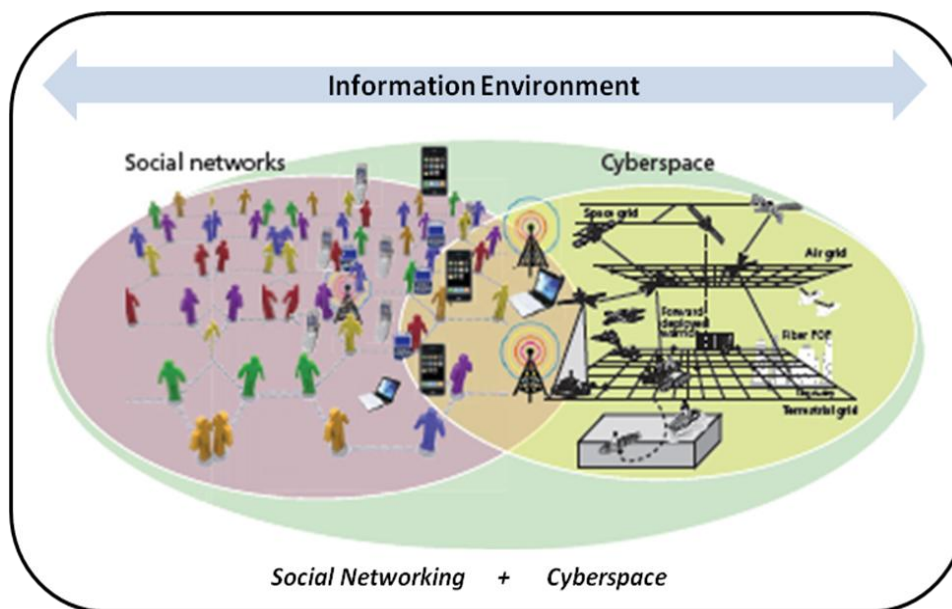 Information Environment
Social networks
Cyberspace
Space grid
Air grid
Forward
deployed
Fiber POP
Terrestrial grid
Social Networking + Cyberspace